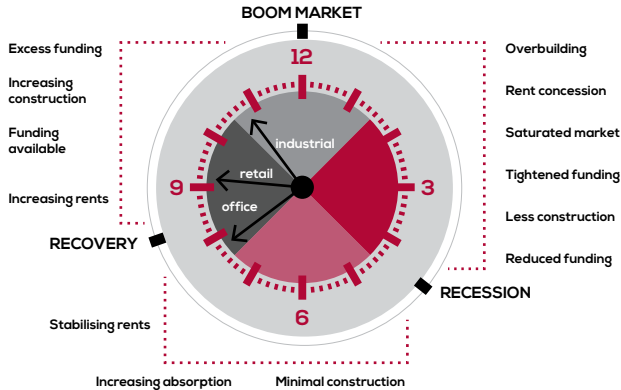 BOOM MARKET
Excess funding
Increasing
construction
Funding
available
Increasing rents
RECOVERY
12
industrial
retail
9
office
3
6
Overbuilding
Rent concession
Saturated market
Tightened funding
Less construction
Reduced funding
RECESSION
Stabilising rents
Increasing absorption
Minimal construction